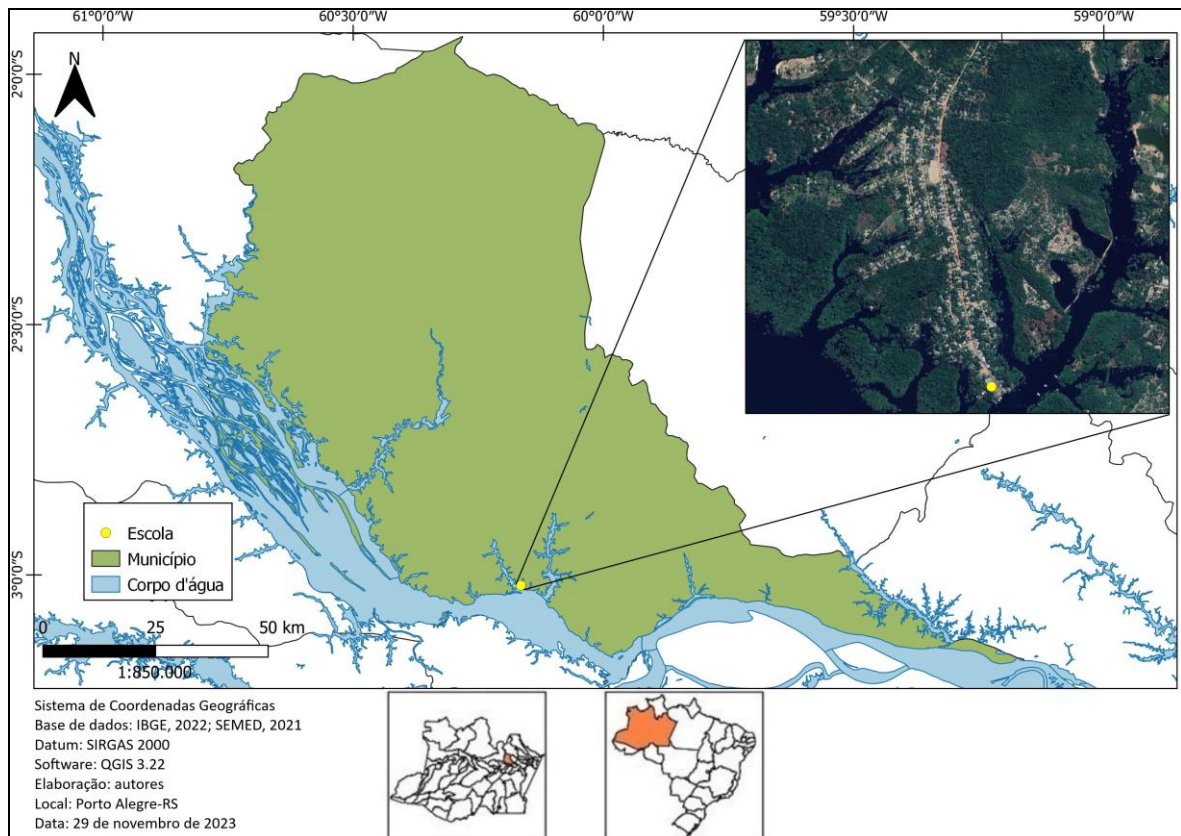 61°0'0"W 60°30'0"W 60°0'0"W 59°30'0"W 59°0'0"W
N
2°0'0"S
2°30'0"S
3°0'0"S
Escola
Município
Corpo d'água
0 25 50 km
1:850.000
Sistema de Coordenadas Geográficas
Base de dados: IBGE, 2022; SEMED, 2021
Datum: SIRGAS 2000
Software: QGIS 3.22
Elaboração: autores
Local: Porto Alegre-RS
Data: 29 de novembro de 2023